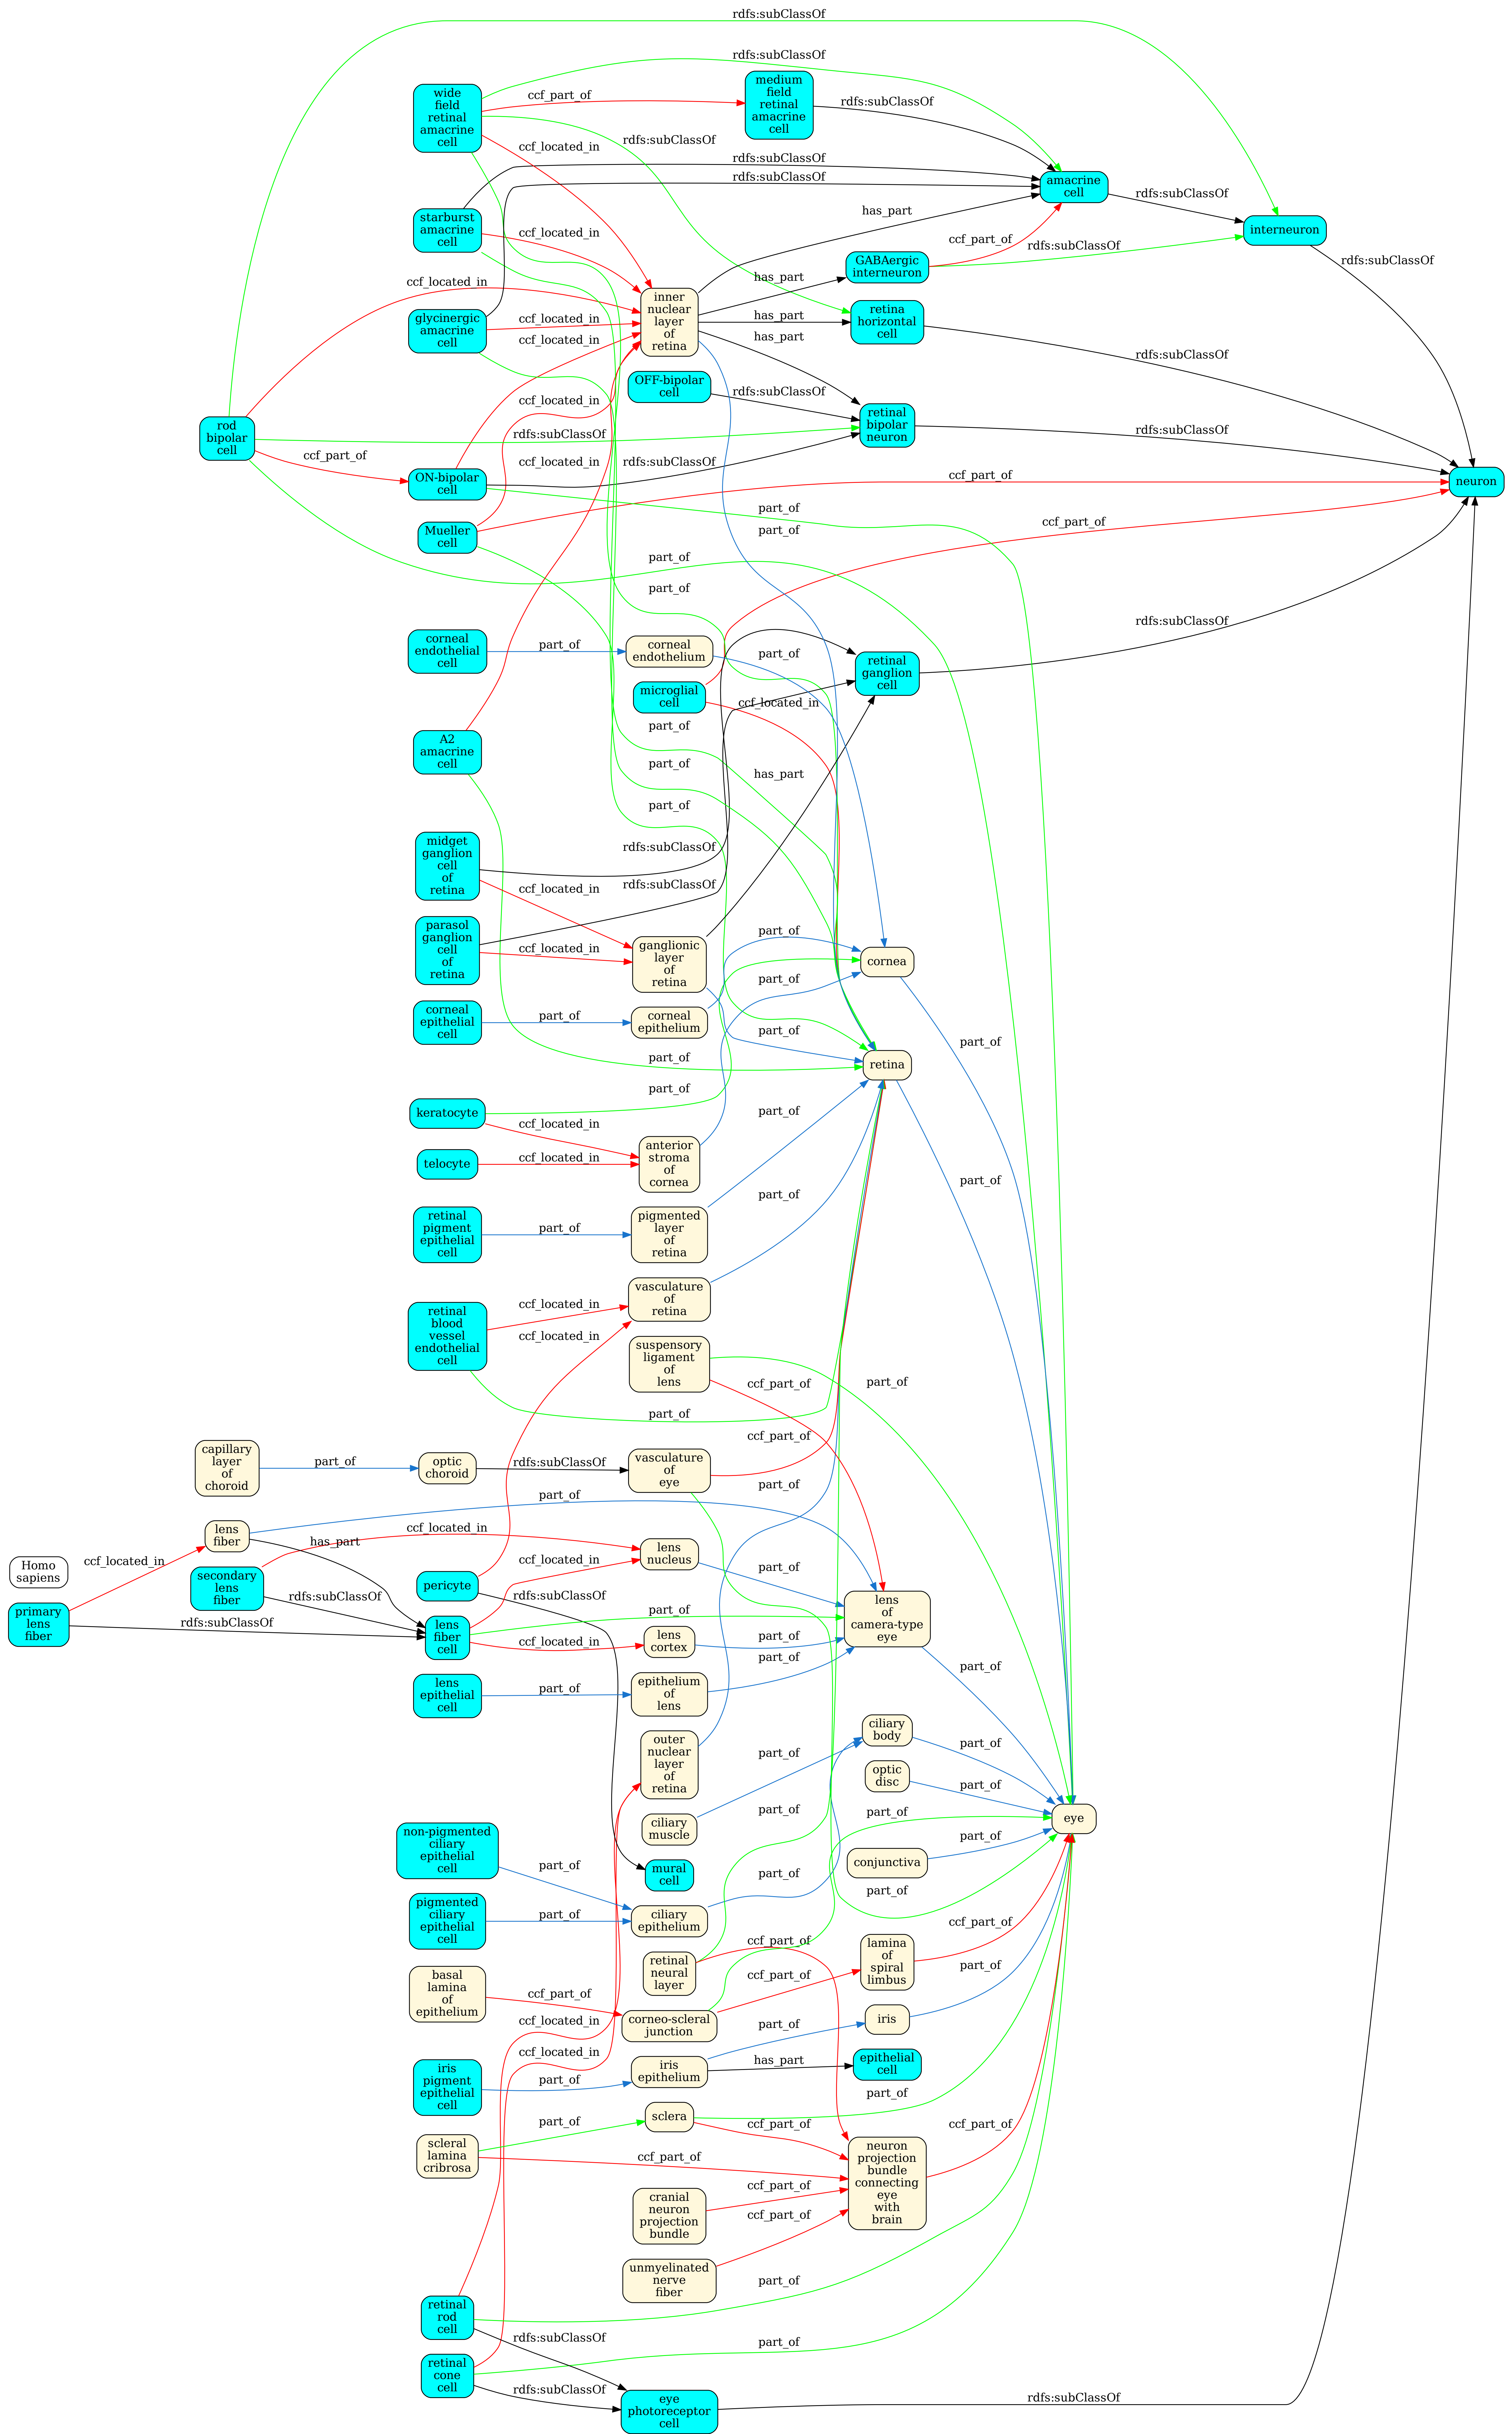 rdfs:subClassOf
rdfs:subClassOf
wide
field
retinal
amacrine
cell
ccf_part_of
medium
field
retinal
amacrine
cell
rdfs:subClassOf
rdfs:subClassOf
ccf_located_in
rdfs:subClassOf
rdfs:subClassOf
amacrine
cell
rdfs:subClassOf
starburst
amacrine
cell
ccf_located_in
has_part
ccf_part_of
rdfs:subClassOf
interneuron
rdfs:subClassOf
GABAergic
interneuron
has_part
ccf_located_in
inner
nuclear
layer
of
retina
glycinergic
amacrine
cell
ccf_located_in
ccf_located_in
has_part
has_part
retina
horizontal
cell
rdfs:subClassOf
OFF-bipolar
cell
rdfs:subClassOf
ccf_located_in
retinal
bipolar
neuron
rdfs:subClassOf
rod
bipolar
cell
rdfs:subClassOf
ccf_part_of
ccf_located_in
rdfs:subClassOf
ON-bipolar
cell
ccf_part_of
neuron
part_of
part_of
ccf_part_of
Mueller
cell
part_of
part_of
rdfs:subClassOf
corneal
endothelial
cell
part_of
corneal
endothelium
part_of
retinal
ganglion
cell
microglial
cell
ccf_located_in
part_of
A2
amacrine
cell
part_of
has_part
part_of
midget
ganglion
cell
of
retina
rdfs:subClassOf
rdfs:subClassOf
ccf_located_in
parasol
ganglion
cell
of
retina
ccf_located_in
ganglionic
layer
of
retina
part_of
cornea
part_of
corneal
epithelial
cell
part_of
corneal
epithelium
part_of
part_of
part_of
retina
part_of
keratocyte
ccf_located_in
part_of
telocyte
ccf_located_in
anterior
stroma
of
cornea
part_of
part_of
retinal
pigment
epithelial
cell
part_of
pigmented
layer
of
retina
retinal
blood
vessel
endothelial
cell
ccf_located_in
ccf_located_in
vasculature
of
retina
suspensory
ligament
of
lens
ccf_part_of
part_of
part_of
ccf_part_of
capillary
layer
of
choroid
part_of
optic
choroid
rdfs:subClassOf
vasculature
of
eye
part_of
part_of
lens
fiber
has_part
ccf_located_in
Homo
sapiens
ccf_located_in
secondary
lens
fiber
rdfs:subClassOf
pericyte
ccf_located_in
rdfs:subClassOf
lens
nucleus
part_of
primary
lens
fiber
rdfs:subClassOf
lens
fiber
cell
part_of
ccf_located_in
lens
cortex
part_of
part_of
lens
of
camera-type
eye
part_of
lens
epithelial
cell
part_of
epithelium
of
lens
outer
nuclear
layer
of
retina
part_of
ciliary
body
part_of
optic
disc
part_of
ciliary
muscle
part_of
part_of
eye
non-pigmented
ciliary
epithelial
cell
part_of
mural
cell
part_of
conjunctiva
part_of
part_of
pigmented
ciliary
epithelial
cell
part_of
ciliary
epithelium
ccf_part_of
ccf_part_of
retinal
neural
layer
lamina
of
spiral
limbus
part_of
basal
lamina
of
epithelium
ccf_part_of
ccf_part_of
ccf_located_in
corneo-scleral
junction
part_of
iris
ccf_located_in
iris
pigment
epithelial
cell
part_of
iris
epithelium
has_part
epithelial
cell
part_of
part_of
sclera
ccf_part_of
ccf_part_of
scleral
lamina
cribrosa
ccf_part_of
neuron
projection
bundle
connecting
eye
with
brain
cranial
neuron
projection
bundle
ccf_part_of
ccf_part_of
unmyelinated
nerve
fiber
part_of
retinal
rod
cell
rdfs:subClassOf
part_of
retinal
cone
cell
rdfs:subClassOf
eye
photoreceptor
cell
rdfs:subClassOf